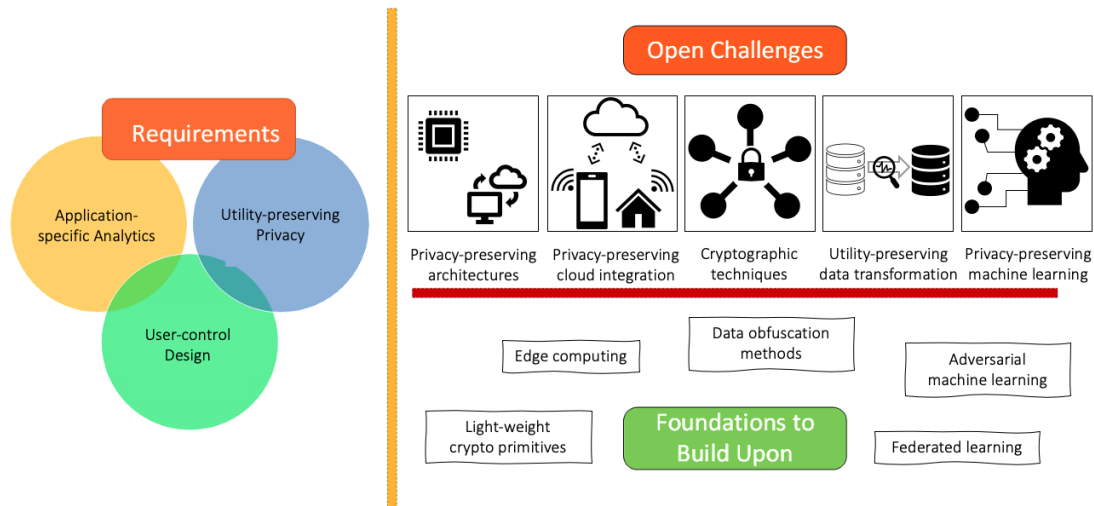 Requirements
Application-
specific Analytics
Utility-preserving
Privacy
User-control
Design
Open Challenges
Privacy-preserving
architectures
Privacy-preserving
cloud integration
Cryptographic
techniques
Utility-preserving
data transformation
Privacy-preserving
machine learning
Edge computing
Data obfuscation
methods
Adversarial
machine learning
Light-weight
crypto primitives
Foundations to
Build Upon
Federated learning